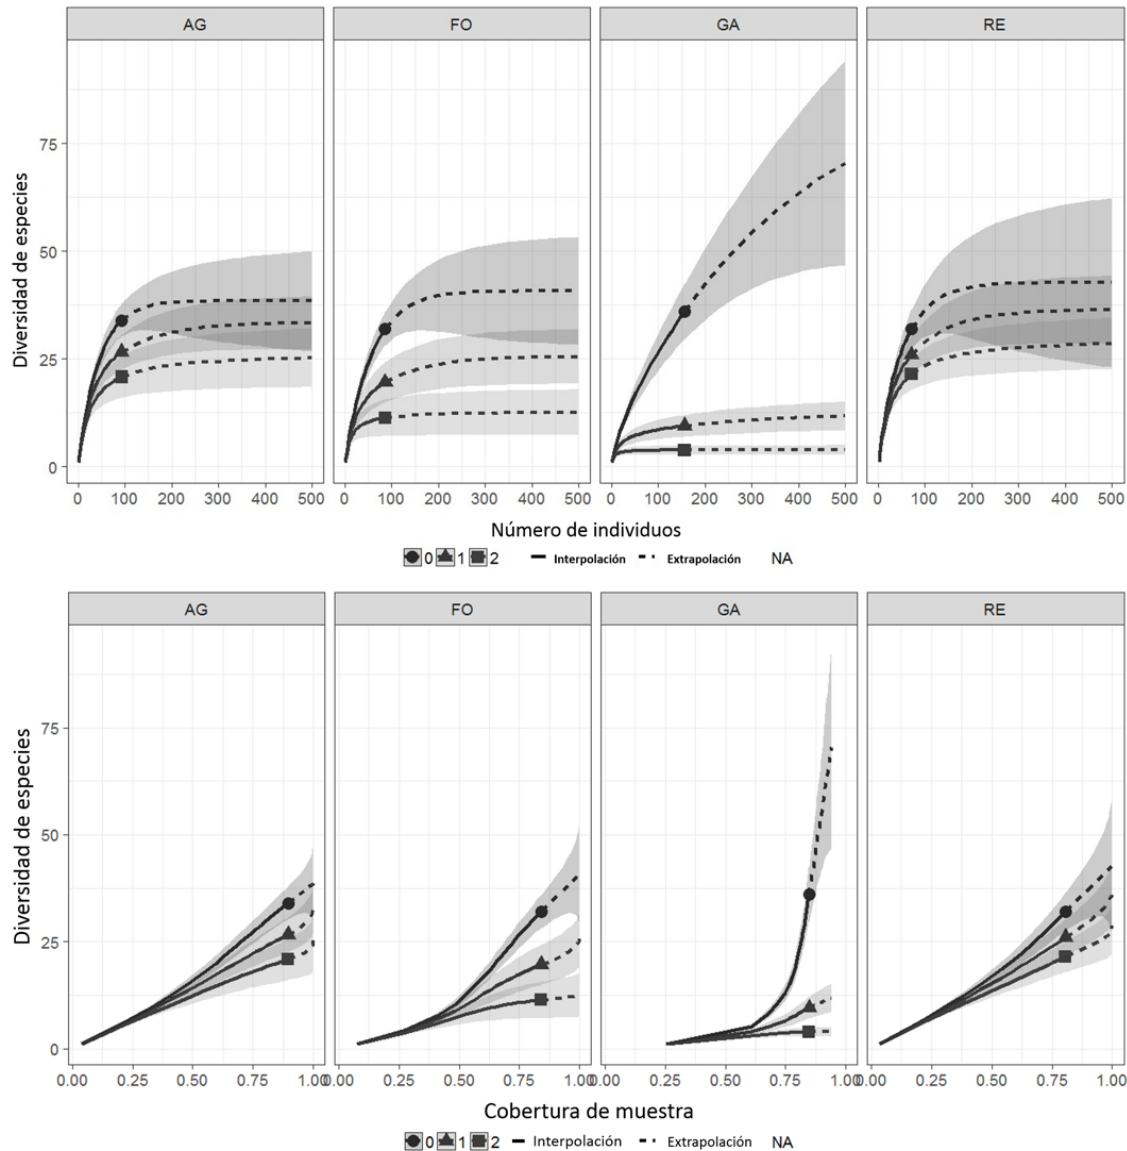 AG FO GA RE
75
50
25
0
Diversidad de especies
0 100 200 300 400 500 0 100 200 300 400 500 0 100 200 300 400 500 0 100 200 300 400 500
Número de individuos
0 1 2 Interpolación Extrapolación NA
AG FO GA RE
75
50
25
0
Diversidad de especies
0.00 0.25 0.50 0.75 1.00 0.00 0.25 0.50 0.75 1.00 0.00 0.25 0.50 0.75 1.00 0.00 0.25 0.50 0.75 1.00
Cobertura de muestra
0 1 2 Interpolación Extrapolación NA